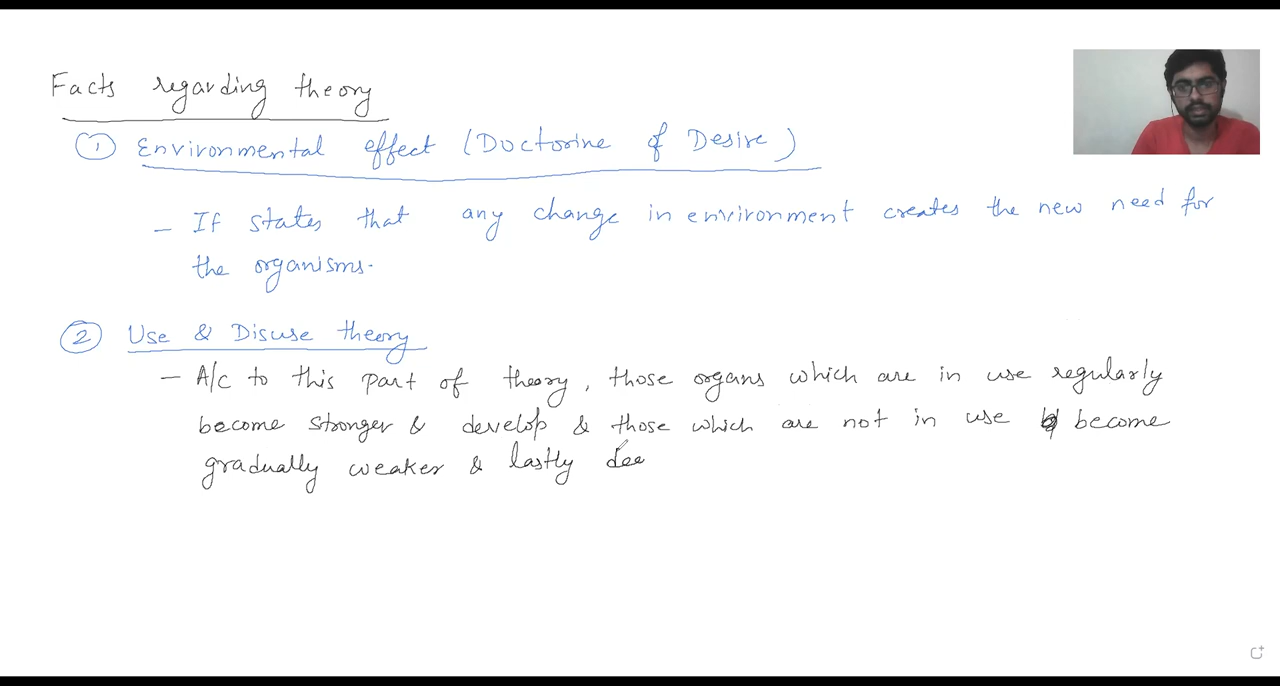 Facts regarding theory
① Environmental effect (Doctorine of Desire)
– If states that any change in environment creates the new need for
the organisms.
② Use & Disuse theory
– A/c to this part of theory, those organs which are in use regularly
become stronger & develop & those which are not in use become
gradually weaker & lastly dee